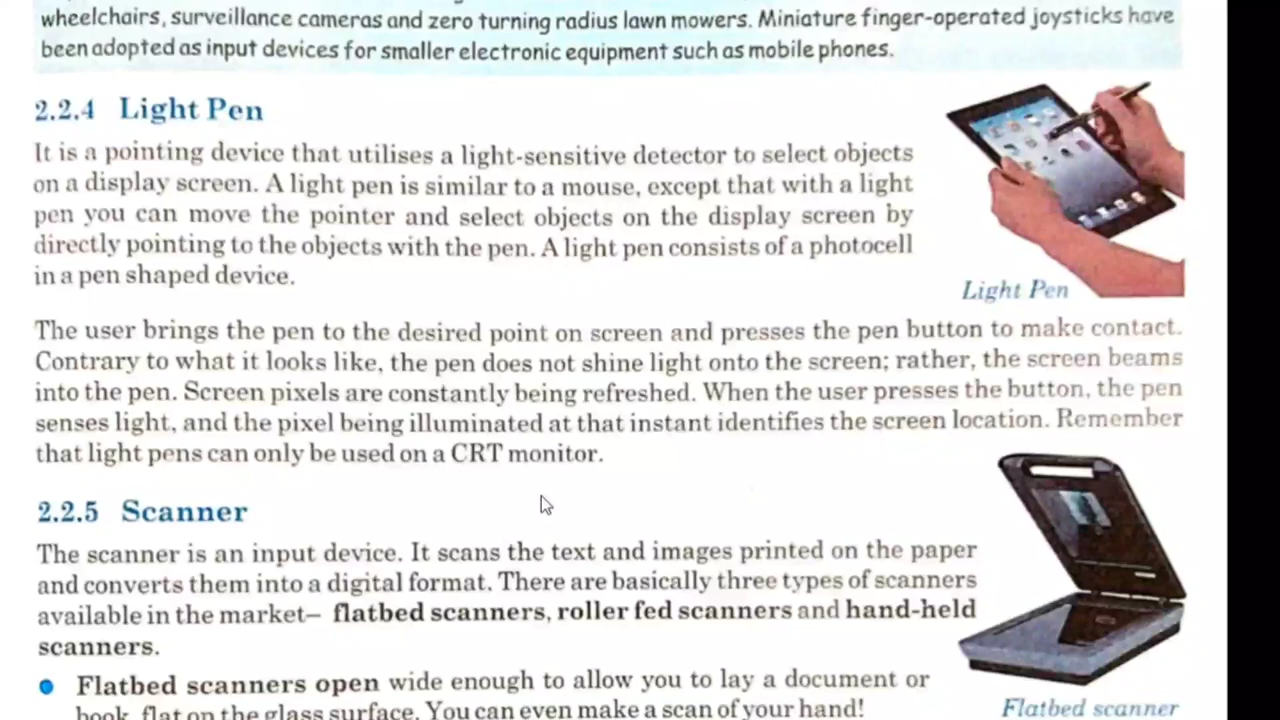 wheelchairs, surveillance cameras and zero turning radius lawn mowers. Miniature finger-operated joysticks have
been adopted as input devices for smaller electronic equipment such as mobile phones.
2.2.4 Light Pen
It is a pointing device that utilises a light-sensitive detector to select objects
on a display screen. A light pen is similar to a mouse, except that with a light
pen you can move the pointer and select objects on the display screen by
directly pointing to the objects with the pen. A light pen consists of a photocell
in a pen shaped device.
Light Pen
The user brings the pen to the desired point on screen and presses the pen button to make contact.
Contrary to what it looks like, the pen does not shine light onto the screen; rather, the screen beams
into the pen. Screen pixels are constantly being refreshed. When the user presses the button, the pen
senses light, and the pixel being illuminated at that instant identifies the screen location. Remember
that light pens can only be used on a CRT monitor.
2.2.5 Scanner
The scanner is an input device. It scans the text and images printed on the paper
and converts them into a digital format. There are basically three types of scanners
available in the market– flatbed scanners, roller fed scanners and hand-held
scanners.
Flatbed scanners open wide enough to allow you to lay a document or
book, flat on the glass surface. You can even make a scan of your hand!
Flatbed scanner